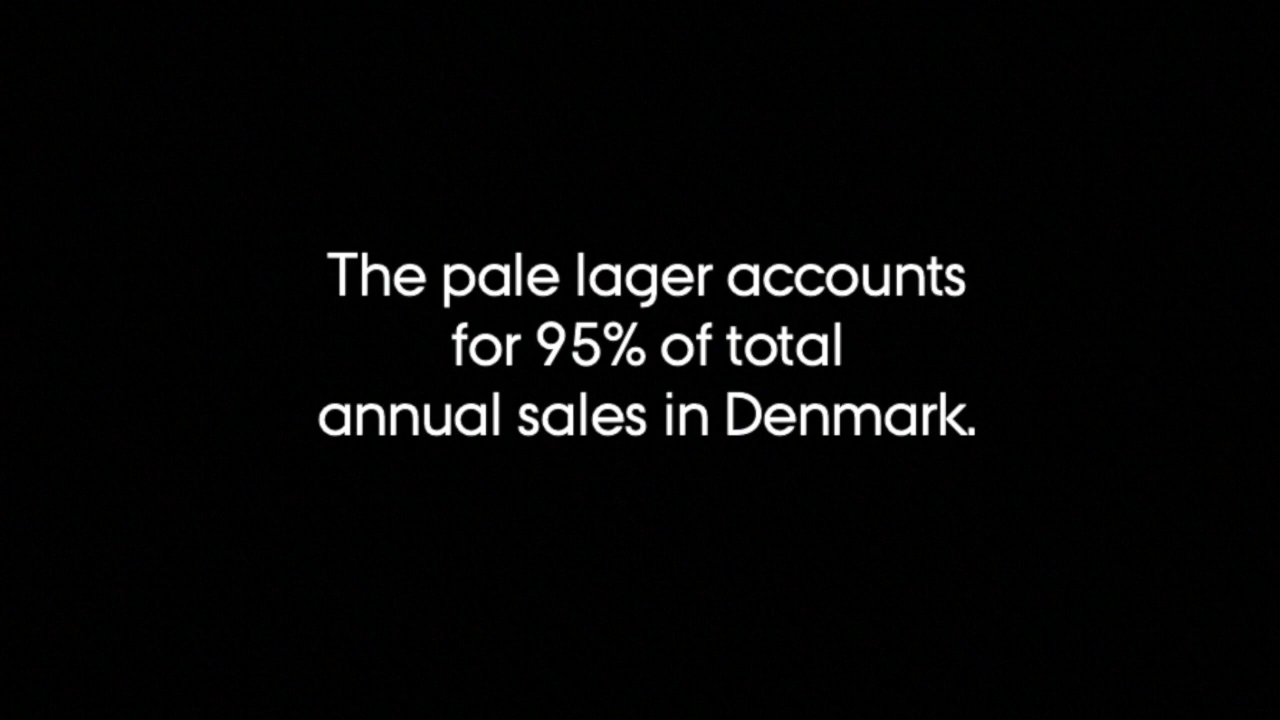 The pale lager accounts
for 95% of total
annual sales in Denmark.